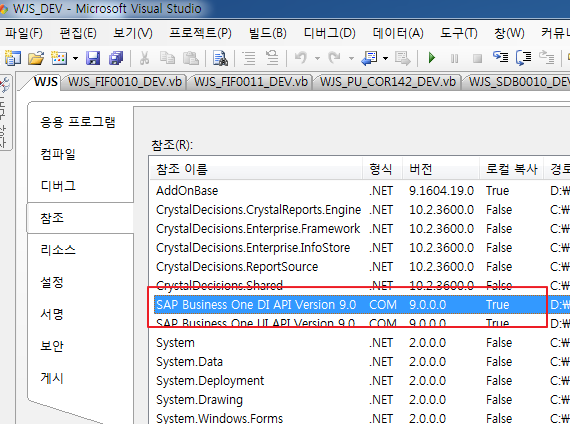 WJS_DEV - Microsoft Visual Studio
파일(F) 편집(E) 보기(V) 프로젝트(P) 빌드(B) 디버그(D) 데이터(A) 도구(T) 창(W) 커뮤니
WJS WJS_FIF0010_DEV.vb WJS_FIF0011_DEV.vb WJS_PU_COR142_DEV.vb WJS_SDB0010_DE
응용 프로그램
컴파일
디버그
참조
리소스
설정
서명
보안
게시
참조(R):
참조 이름 형식 버전 로컬 복사 경로
AddOnBase .NET 9.1604.19.0 True D:₩
CrystalDecisions.CrystalReports.Engine .NET 10.2.3600.0 False C:₩
CrystalDecisions.Enterprise.Framework .NET 10.2.3600.0 False C:₩
CrystalDecisions.Enterprise.InfoStore .NET 10.2.3600.0 False C:₩
CrystalDecisions.ReportSource .NET 10.2.3600.0 False C:₩
CrystalDecisions.Shared .NET 10.2.3600.0 False C:₩
SAP Business One DI API Version 9.0 COM 9.0.0.0 True D:₩
SAP Business One UI API Version 9.0 COM 9.0.0.0 True D:₩
System .NET 2.0.0.0 False C:₩
System.Data .NET 2.0.0.0 False C:₩
System.Deployment .NET 2.0.0.0 False C:₩
System.Drawing .NET 2.0.0.0 False C:₩
System.Windows.Forms .NET 2.0.0.0 False C:₩